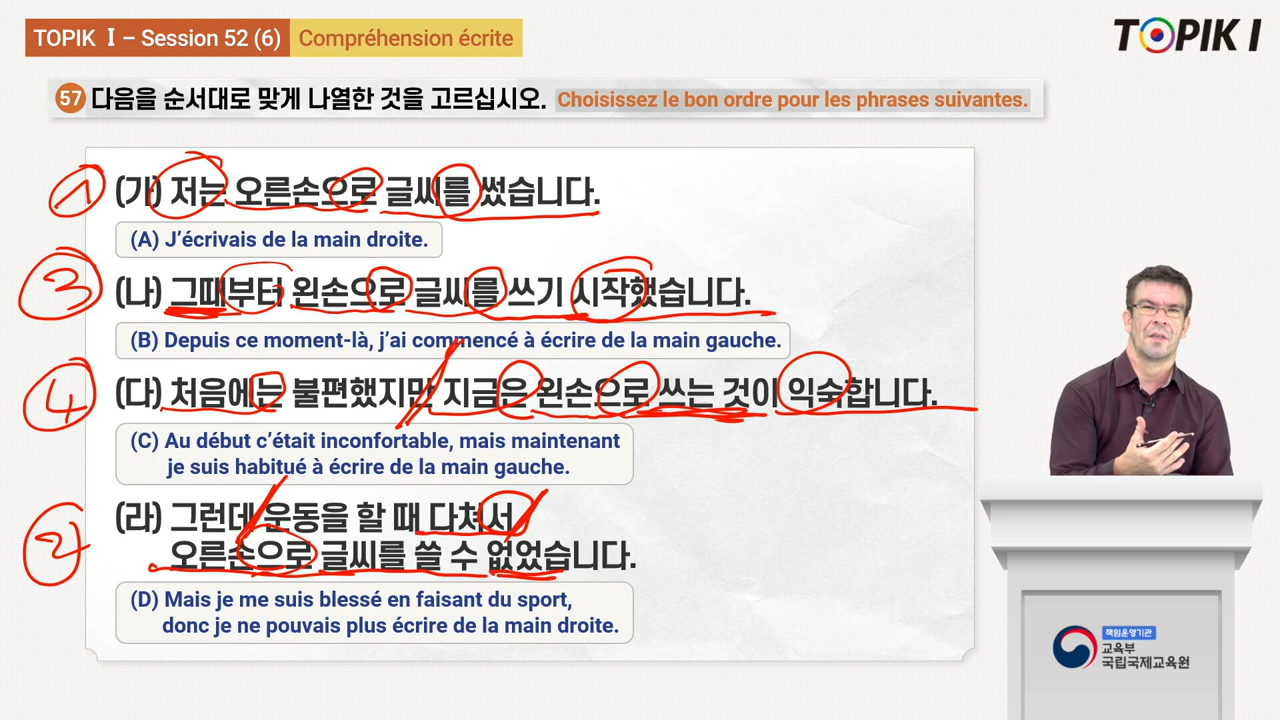 TOPIK I – Session 52 (6) Compréhension écrite
TOPIK I
57 다음을 순서대로 맞게 나열한 것을 고르십시오. Choisissez le bon ordre pour les phrases suivantes.
1 (가) 저는 오른손으로 글씨를 썼습니다.
(A) J'écrivais de la main droite.
3 (나) 그때부터 왼손으로 글씨를 쓰기 시작했습니다.
(B) Depuis ce moment-là, j'ai commencé à écrire de la main gauche.
4 (다) 처음에는 불편했지만 지금은 왼손으로 쓰는 것이 익숙합니다.
(C) Au début c'était inconfortable, mais maintenant
je suis habitué à écrire de la main gauche.
2 (라) 그런데 운동을 할 때 다쳐서
오른손으로 글씨를 쓸 수 없었습니다.
(D) Mais je me suis blessé en faisant du sport,
donc je ne pouvais plus écrire de la main droite.
책임운영기관
교육부
국립국제교육원